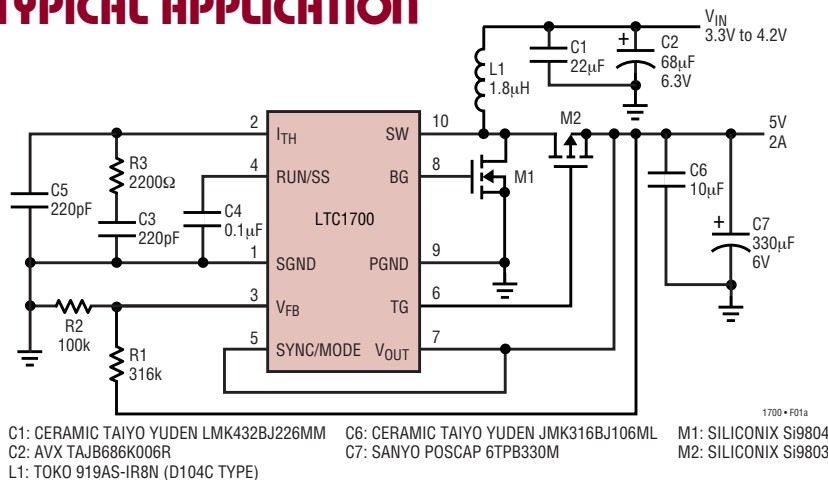 TYPICAL APPLICATION
VIN
3.3V to 4.2V
C1
22µF
+
C2
68µF
6.3V
L1
1.8µH
2
ITH
SW
10
M2
5V
2A
R3
2200Ω
4
RUN/SS
BG
8
M1
C6
10µF
C5
220pF
C3
220pF
C4
0.1µF
LTC1700
+
C7
330µF
6V
1
SGND
PGND
9
3
VFB
TG
6
R2
100k
R1
316k
5
SYNC/MODE
VOUT
7
1700 • F01a
C1: CERAMIC TAIYO YUDEN LMK432BJ226MM
C2: AVX TAJB686K006R
L1: TOKO 919AS-IR8N (D104C TYPE)
C6: CERAMIC TAIYO YUDEN JMK316BJ106ML
C7: SANYO POSCAP 6TPB330M
M1: SILICONIX Si9804
M2: SILICONIX Si9803